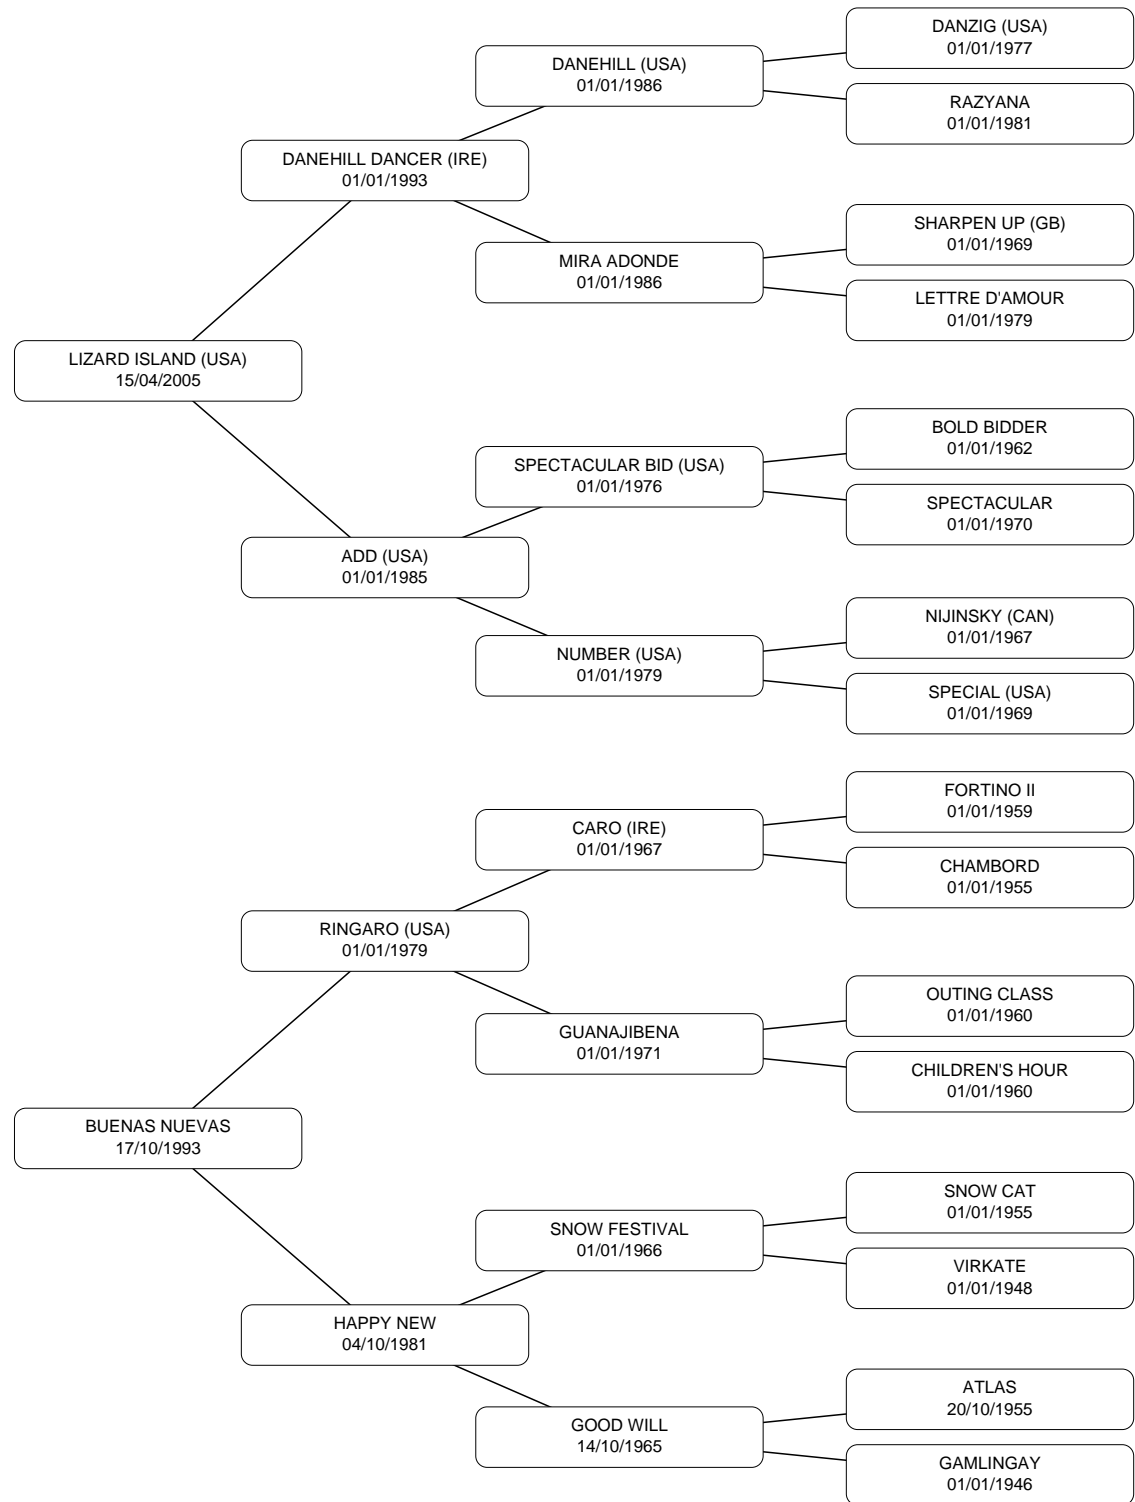 DANZIG (USA)
01/01/1977
DANEHILL (USA)
01/01/1986
RAZYANA
01/01/1981
DANEHILL DANCER (IRE)
01/01/1993
SHARPEN UP (GB)
01/01/1969
MIRA ADONDE
01/01/1986
LETTRE D'AMOUR
01/01/1979
LIZARD ISLAND (USA)
15/04/2005
BOLD BIDDER
01/01/1962
SPECTACULAR BID (USA)
01/01/1976
SPECTACULAR
01/01/1970
ADD (USA)
01/01/1985
NIJINSKY (CAN)
01/01/1967
NUMBER (USA)
01/01/1979
SPECIAL (USA)
01/01/1969
FORTINO II
01/01/1959
CARO (IRE)
01/01/1967
CHAMBORD
01/01/1955
RINGARO (USA)
01/01/1979
OUTING CLASS
01/01/1960
GUANAJIBENA
01/01/1971
CHILDREN'S HOUR
01/01/1960
BUENAS NUEVAS
17/10/1993
SNOW CAT
01/01/1955
SNOW FESTIVAL
01/01/1966
VIRKATE
01/01/1948
HAPPY NEW
04/10/1981
ATLAS
20/10/1955
GOOD WILL
14/10/1965
GAMLINGAY
01/01/1946